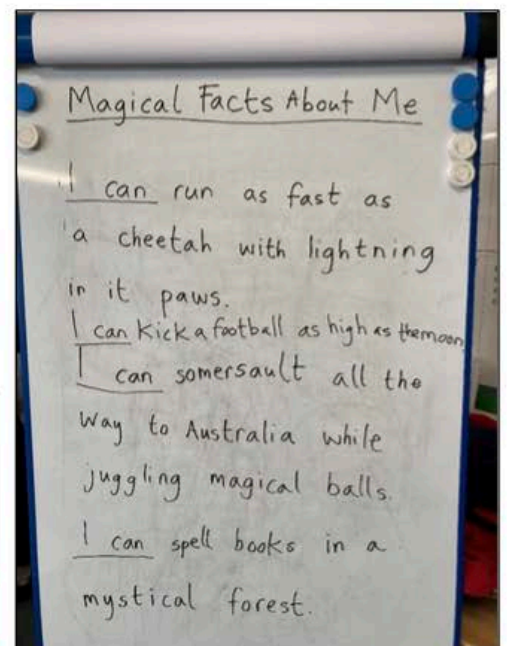 Magical Facts About Me
I can run as fast as
a cheetah with lightning
in it paws.
I can Kick a football as high as the moon
I can somersault all the
way to Australia while
juggling magical balls.
I can spell books in a
mystical forest.